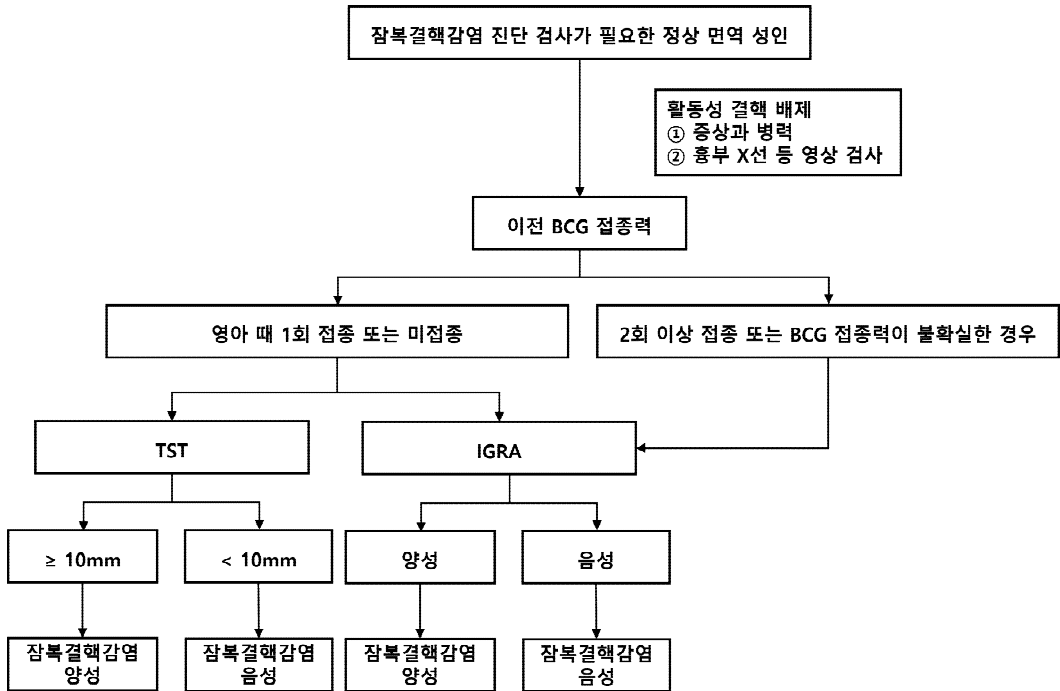 잠복결핵감염 진단 검사가 필요한 정상 면역 성인
활동성 결핵 배제
① 증상과 병력
② 흉부 X선 등 영상 검사
이전 BCG 접종력
영아 때 1회 접종 또는 미접종
2회 이상 접종 또는 BCG 접종력이 불확실한 경우
TST
IGRA
≥ 10mm
< 10mm
양성
음성
잠복결핵감염
양성
잠복결핵감염
음성
잠복결핵감염
양성
잠복결핵감염
음성